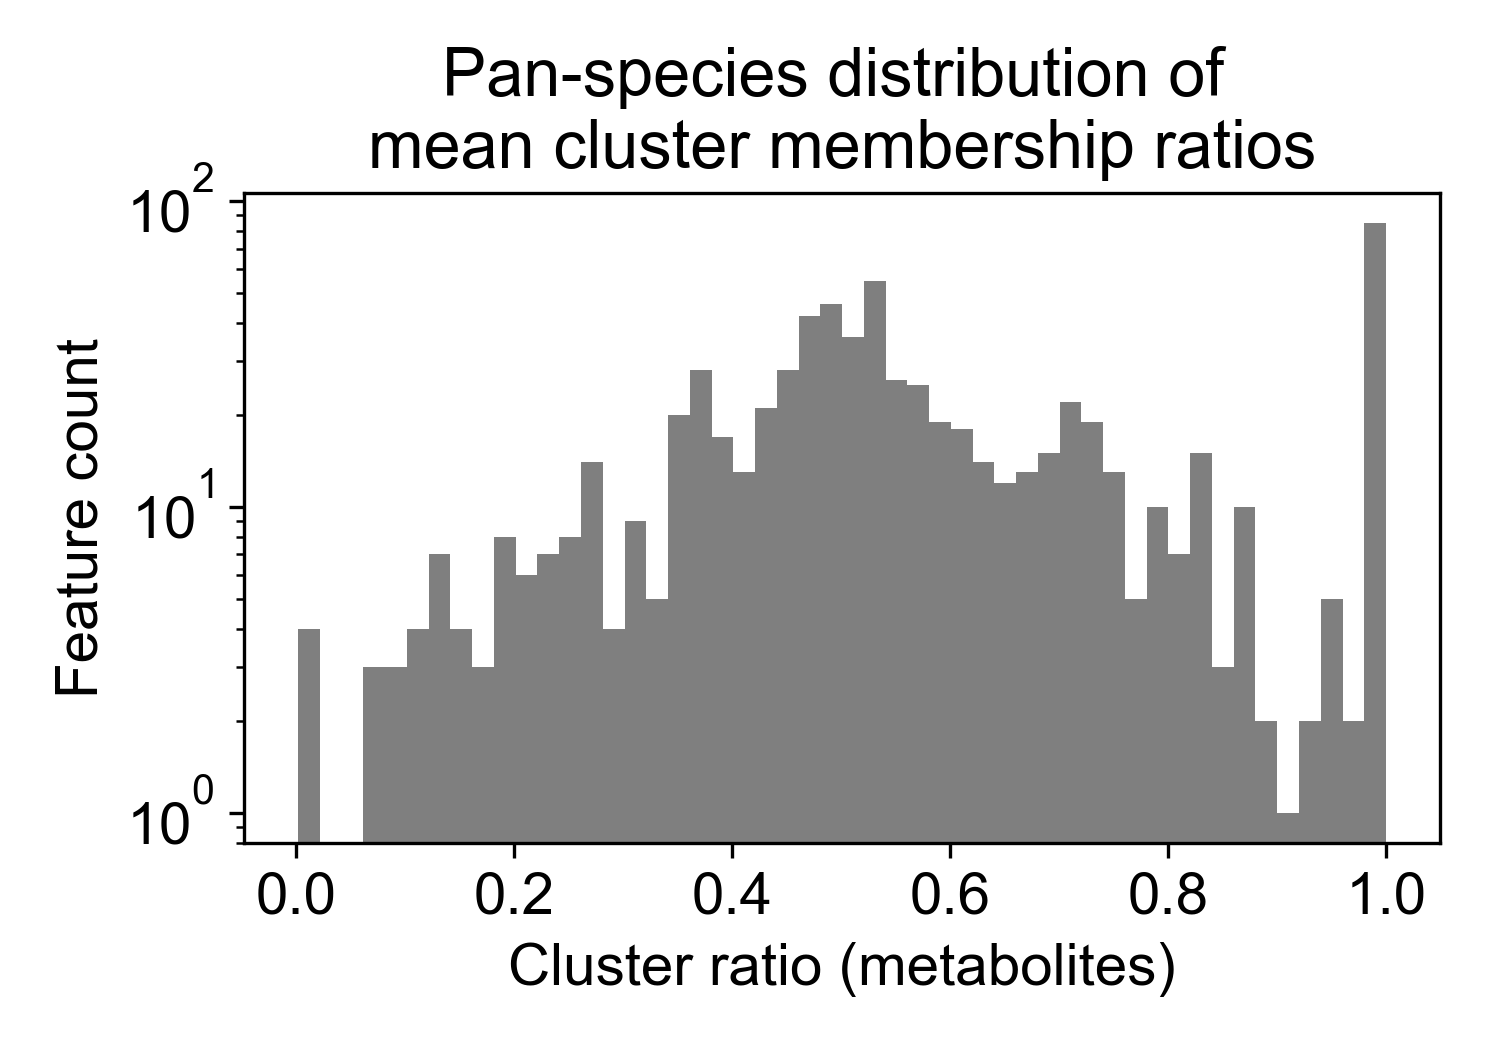 Pan-species distribution of
mean cluster membership ratios
10^2
10^1
10^0
Feature count
0.0 0.2 0.4 0.6 0.8 1.0
Cluster ratio (metabolites)